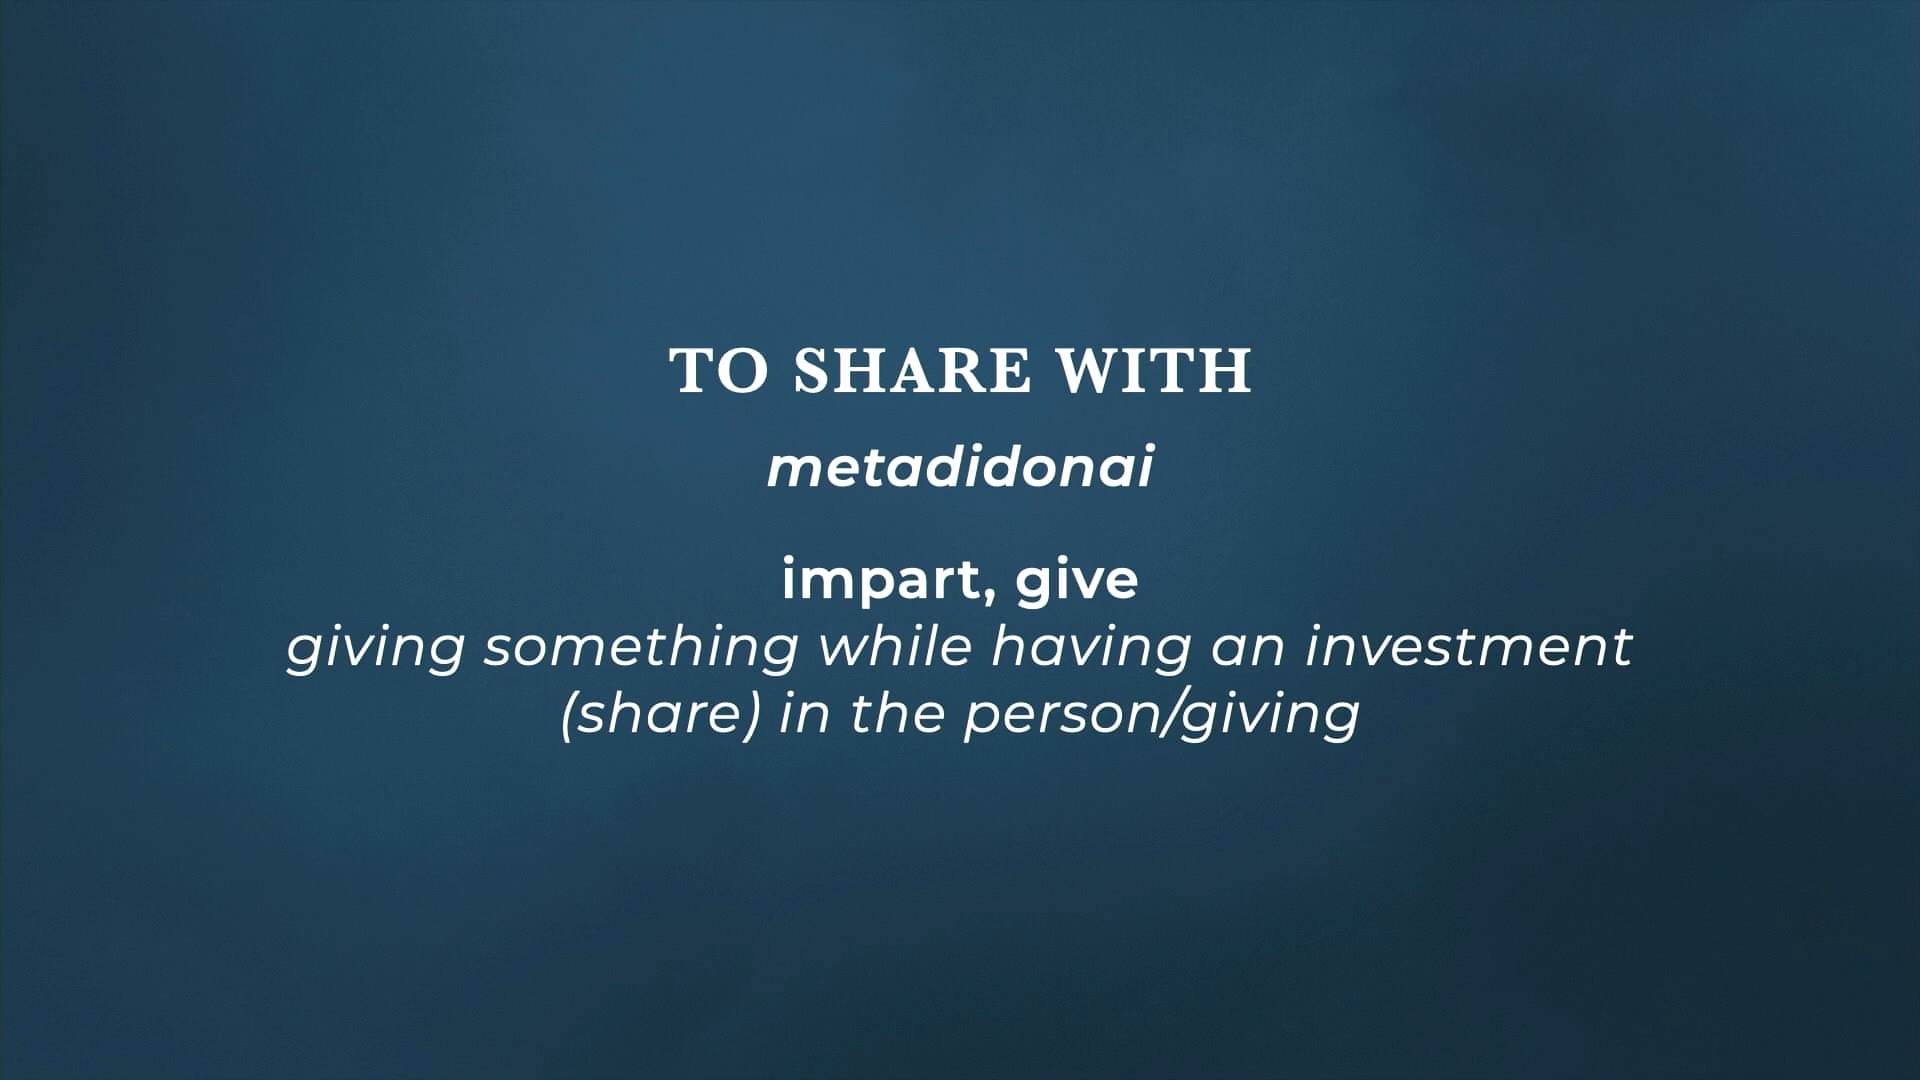 TO SHARE WITH
metadidonai
impart, give
giving something while having an investment
(share) in the person/giving